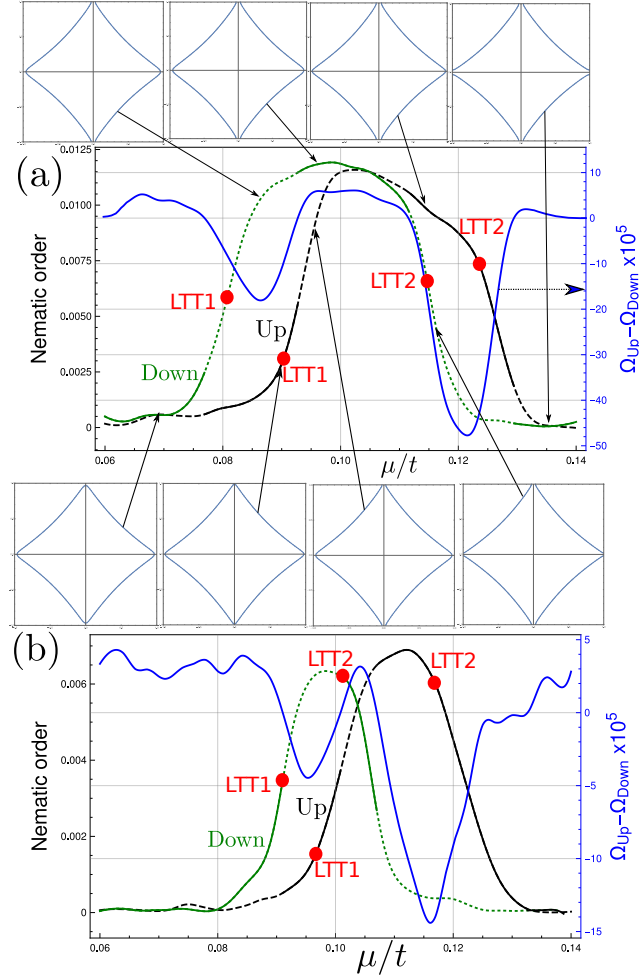 (a)
0.0125
0.0100
0.0075
0.0050
0.0025
0
Nematic order
10
0
-10
-20
-30
-40
-50
Ω_Up-Ω_Down x10^5
LTT1
LTT2
LTT2
Up
LTT1
Down
0.06
0.08
0.10
0.12
0.14
μ/t
(b)
0.006
0.004
0.002
0
Nematic order
5
0
-5
-10
-15
Ω_Up-Ω_Down x10^5
LTT2
LTT2
LTT1
Up
Down
LTT1
0.06
0.08
0.10
0.12
0.14
μ/t